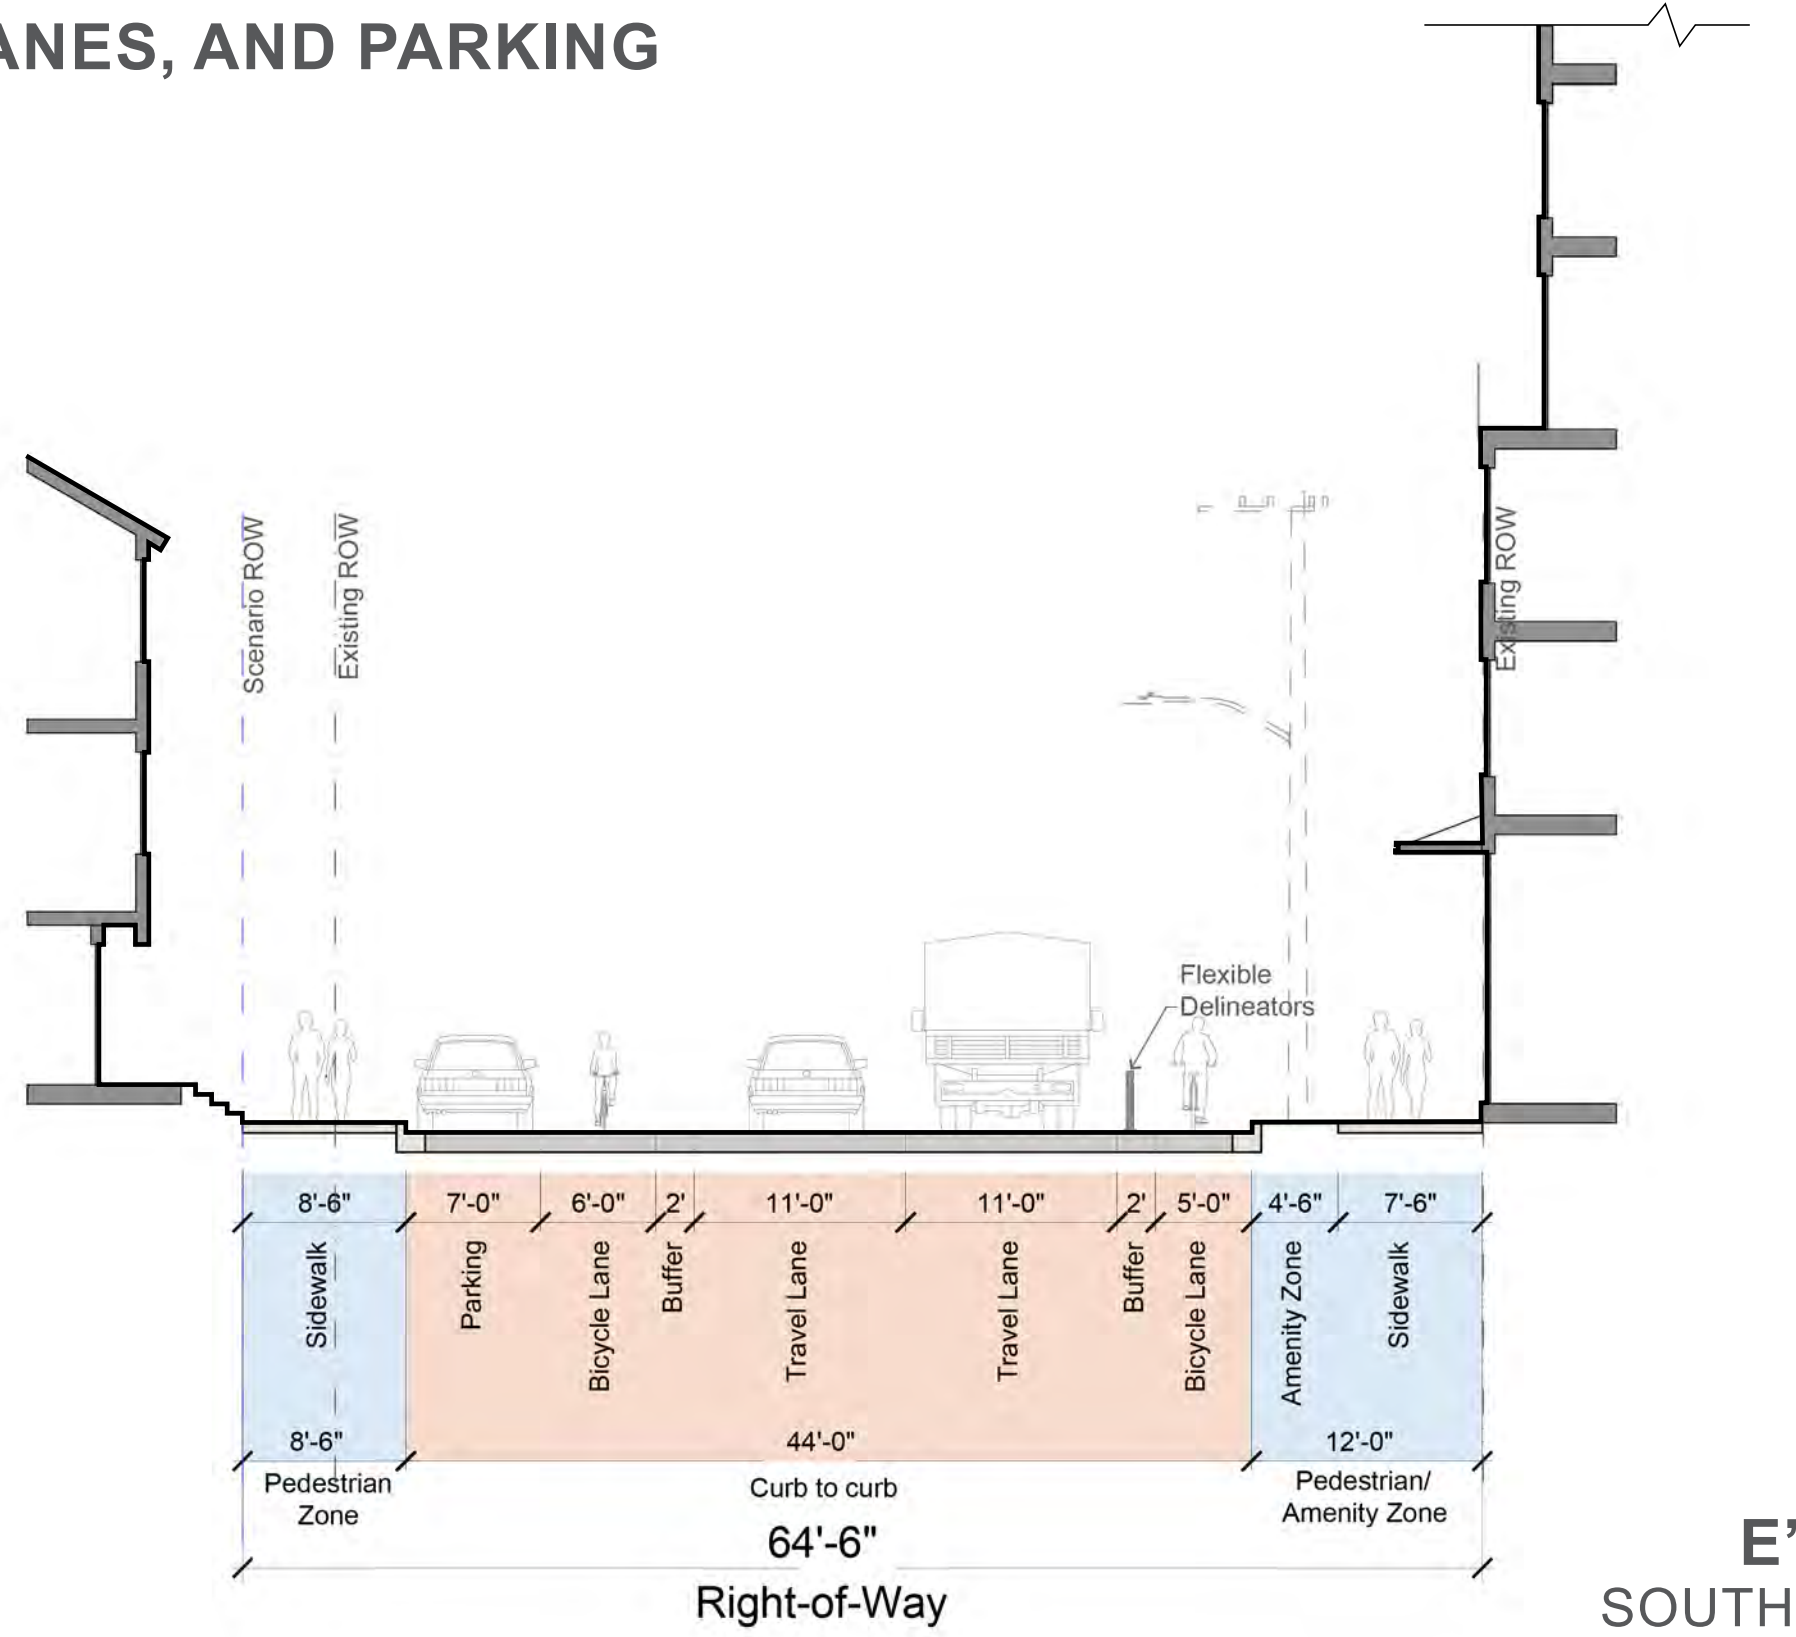 ANES, AND PARKING
Scenario ROW
Existing ROW
Existing ROW
Flexible
Delineators
8'-6"
7'-0"
6'-0"
2'
11'-0"
11'-0"
2'
5'-0"
4'-6"
7'-6"
Sidewalk
Parking
Bicycle Lane
Buffer
Travel Lane
Travel Lane
Buffer
Bicycle Lane
Amenity Zone
Sidewalk
8'-6"
44'-0"
12'-0"
Pedestrian
Zone
Curb to curb
Pedestrian/
Amenity Zone
64'-6"
Right-of-Way
E’
SOUTH